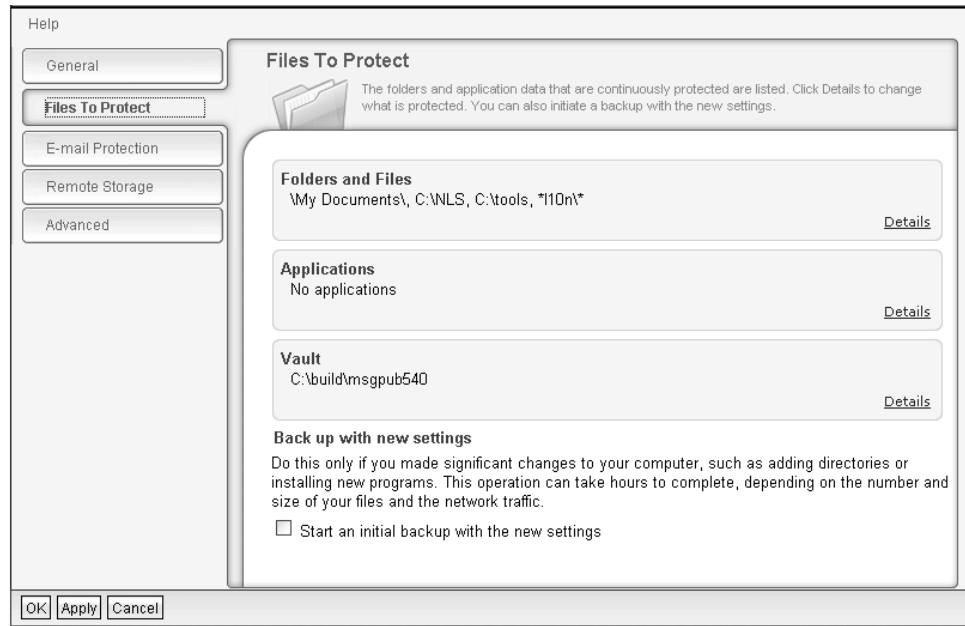 Help
General
Files To Protect
E-mail Protection
Remote Storage
Advanced
Files To Protect
The folders and application data that are continuously protected are listed. Click Details to change
what is protected. You can also initiate a backup with the new settings.
Folders and Files
\My Documents\, C:\NLS, C:\tools, *l10n\*
Details
Applications
No applications
Details
Vault
C:\build\msgpub540
Details
Back up with new settings
Do this only if you made significant changes to your computer, such as adding directories or
installing new programs. This operation can take hours to complete, depending on the number and
size of your files and the network traffic.
Start an initial backup with the new settings
OK Apply Cancel